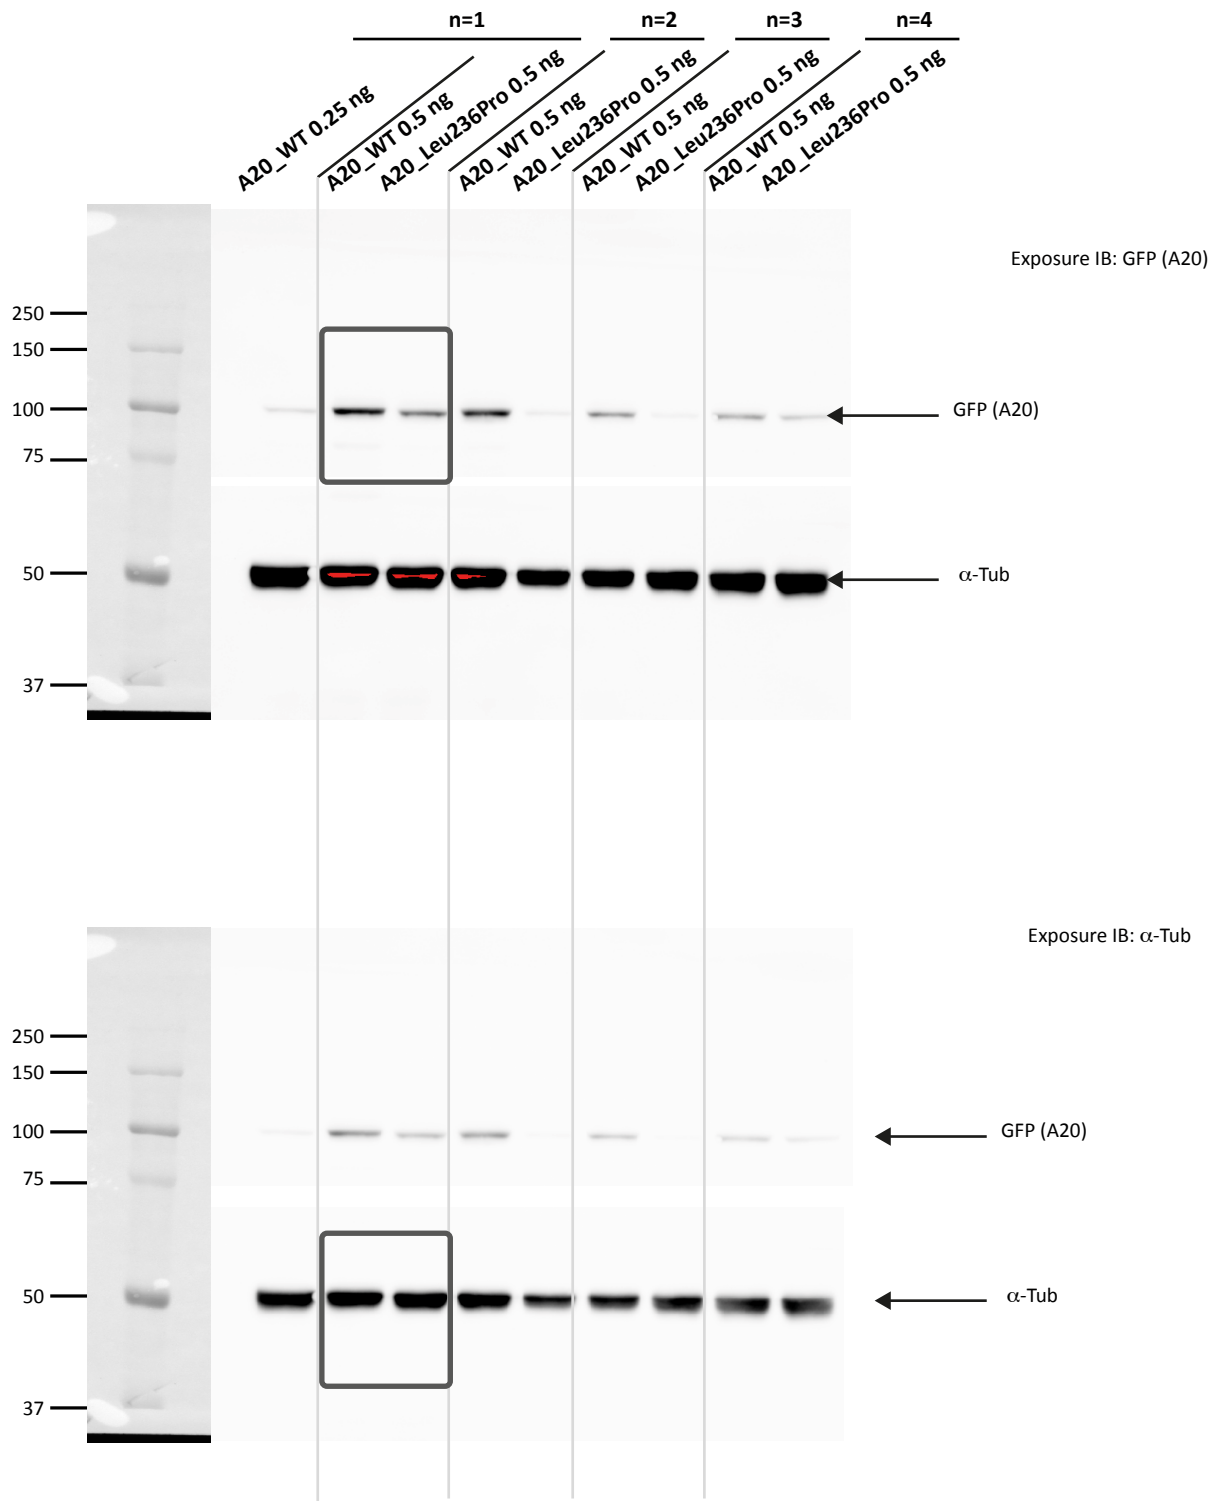 n=1 n=2 n=3 n=4
A20_WT 0.25 ng
A20_WT 0.5 ng
A20_Leu236Pro 0.5 ng
A20_WT 0.5 ng
A20_Leu236Pro 0.5 ng
A20_WT 0.5 ng
A20_Leu236Pro 0.5 ng
A20_WT 0.5 ng
A20_Leu236Pro 0.5 ng
Exposure IB: GFP (A20)
250
150
100
GFP (A20)
75
50
α-Tub
37
Exposure IB: α-Tub
250
150
100
GFP (A20)
75
50
α-Tub
37